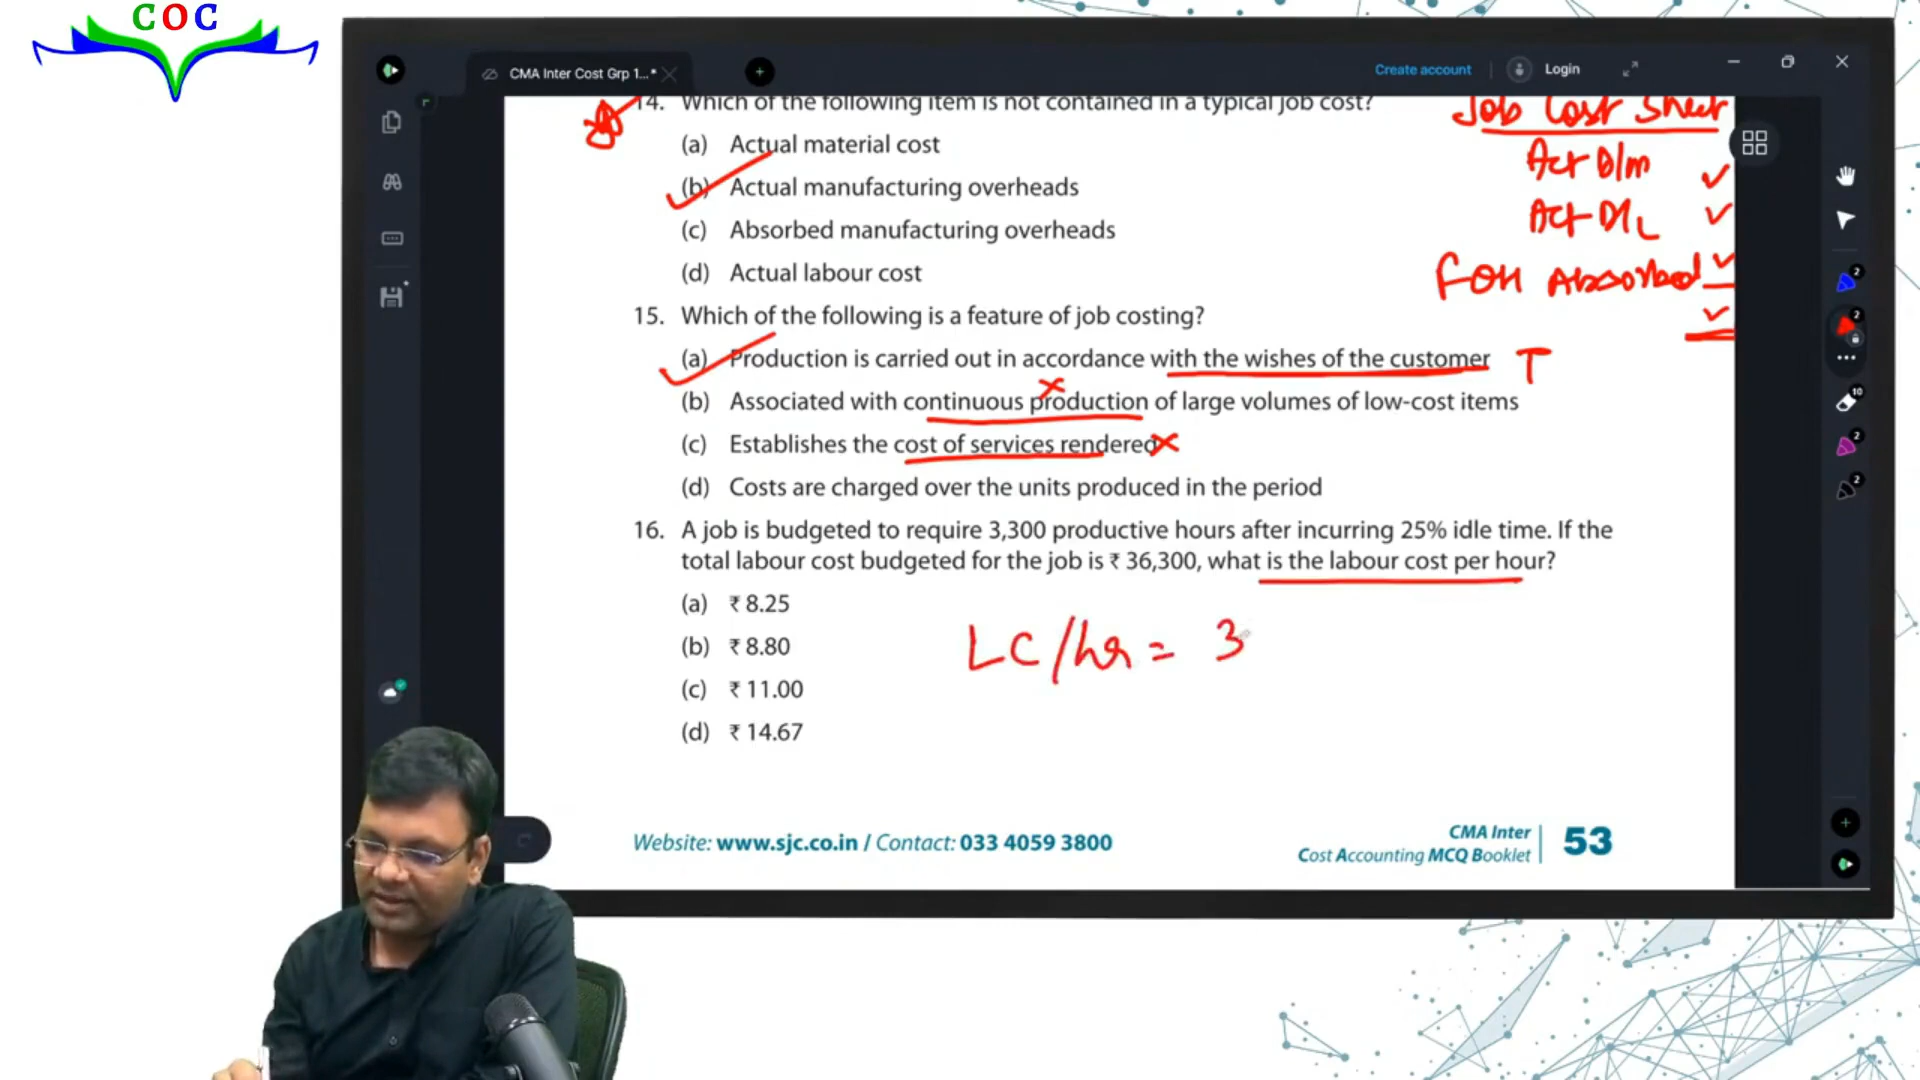 COC
CMA Inter Cost Grp 1...*
Create account
Login
14. Which of the following item is not contained in a typical job cost?
(a) Actual material cost
(b) Actual manufacturing overheads
(c) Absorbed manufacturing overheads
(d) Actual labour cost
Job Cost Sheet
Act D/m
Act D/L
FOH Absorbed
15. Which of the following is a feature of job costing?
(a) Production is carried out in accordance with the wishes of the customer T
(b) Associated with continuous production of large volumes of low-cost items
(c) Establishes the cost of services rendered
(d) Costs are charged over the units produced in the period
16. A job is budgeted to require 3,300 productive hours after incurring 25% idle time. If the
total labour cost budgeted for the job is ₹ 36,300, what is the labour cost per hour?
(a) ₹ 8.25
(b) ₹ 8.80
(c) ₹ 11.00
(d) ₹ 14.67
LC/hr = 3
Website: www.sjc.co.in / Contact: 033 4059 3800
CMA Inter
Cost Accounting MCQ Booklet
53
2
2
10
2
2